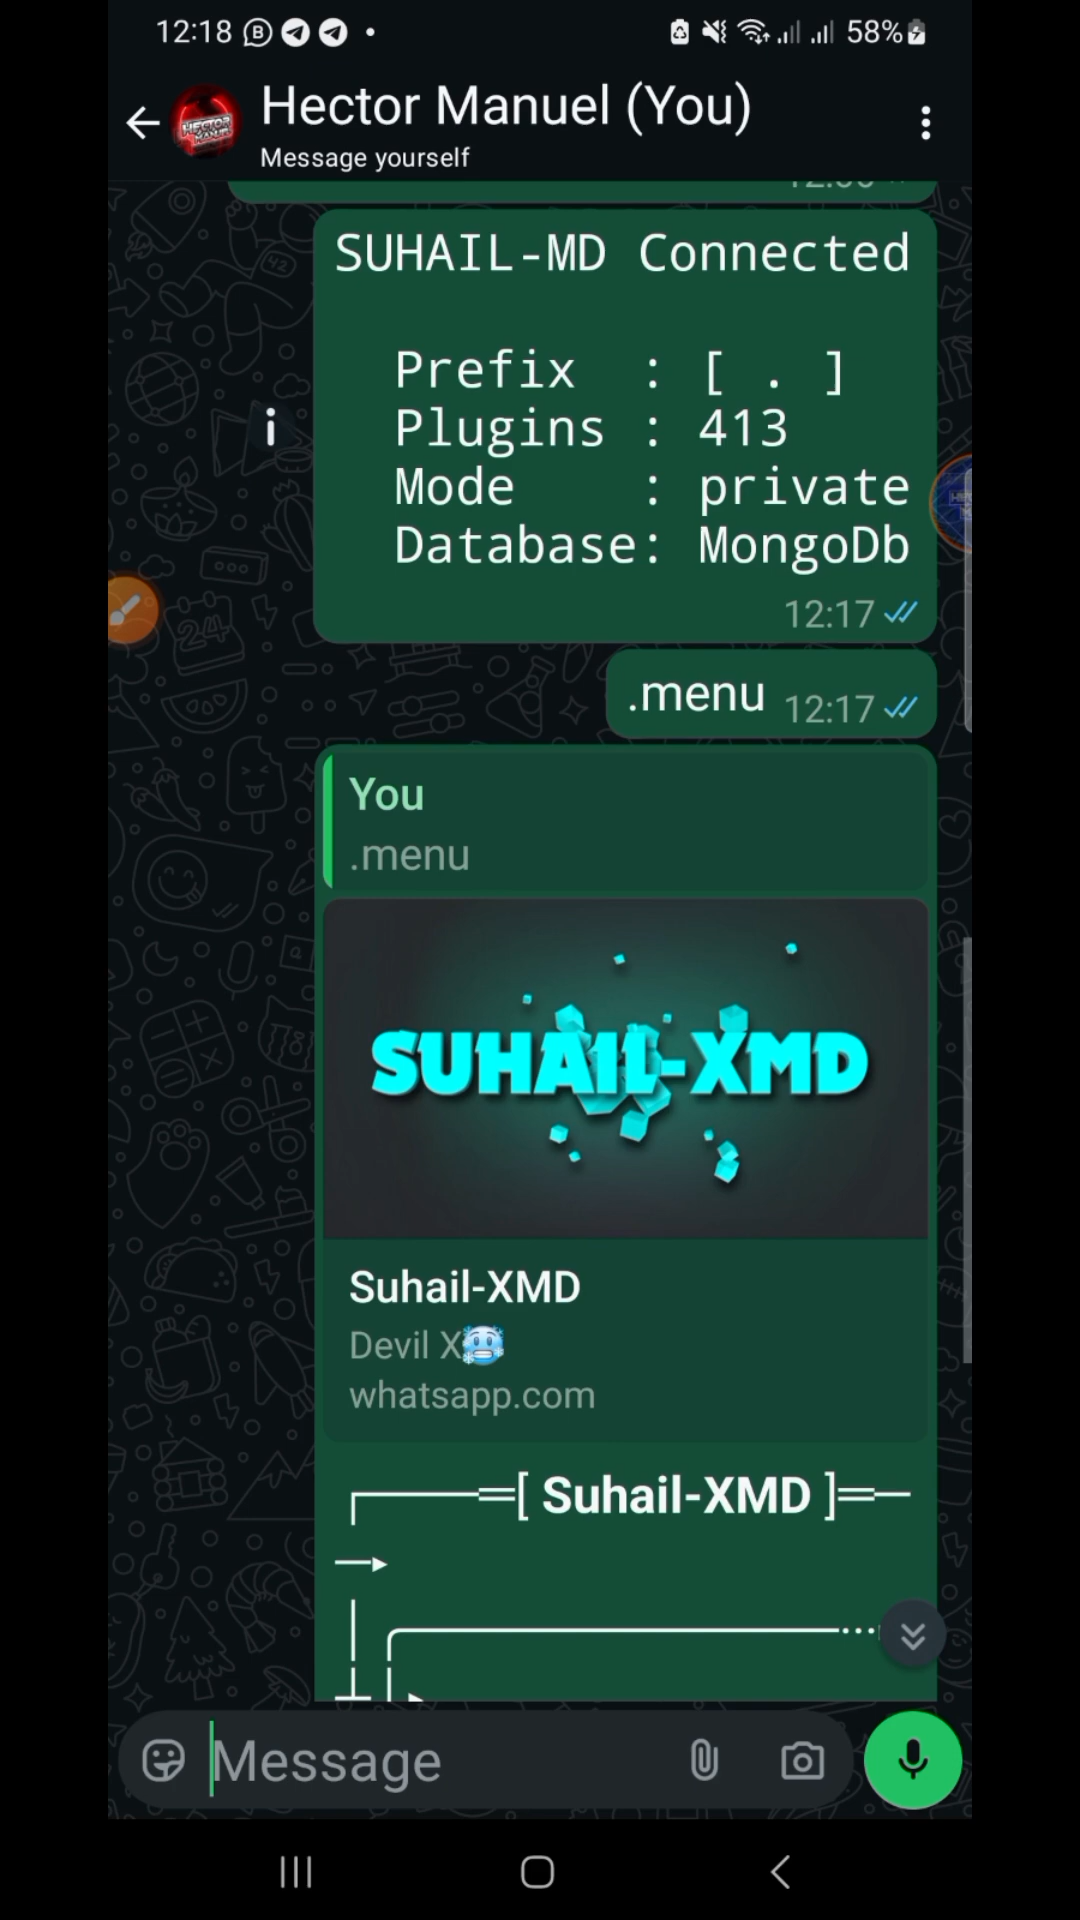 12:18
58%
Hector Manuel (You)
Message yourself
SUHAIL-MD Connected
Prefix : [ . ]
Plugins : 413
Mode : private
Database: MongoDb
12:17
.menu 12:17
You
.menu
SUHAIL-XMD
Suhail-XMD
Devil X🥶
whatsapp.com
[ Suhail-XMD ]
Message